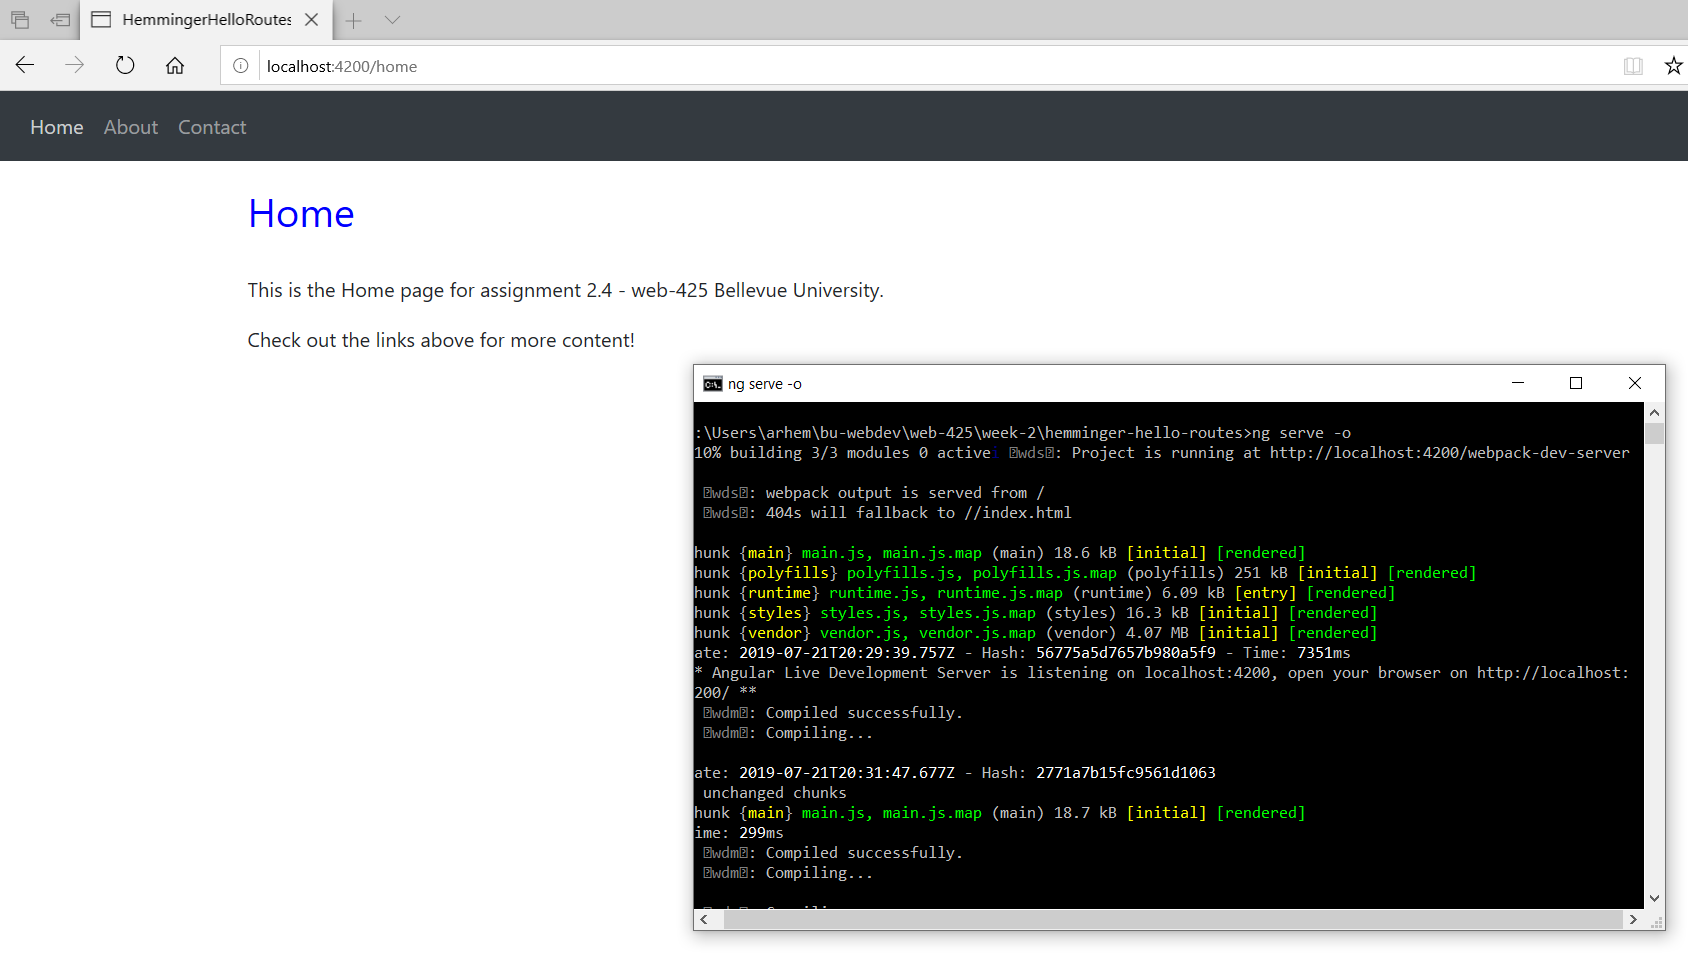 HemmingerHelloRoutes
localhost:4200/home
Home About Contact
Home
This is the Home page for assignment 2.4 - web-425 Bellevue University.
Check out the links above for more content!
ng serve -o
:\Users\arhem\bu-webdev\web-425\week-2\hemminger-hello-routes>ng serve -o
10% building 3/3 modules 0 active wds: Project is running at http://localhost:4200/webpack-dev-server
wds: webpack output is served from /
wds: 404s will fallback to //index.html
hunk {main} main.js, main.js.map (main) 18.6 kB [initial] [rendered]
hunk {polyfills} polyfills.js, polyfills.js.map (polyfills) 251 kB [initial] [rendered]
hunk {runtime} runtime.js, runtime.js.map (runtime) 6.09 kB [entry] [rendered]
hunk {styles} styles.js, styles.js.map (styles) 16.3 kB [initial] [rendered]
hunk {vendor} vendor.js, vendor.js.map (vendor) 4.07 MB [initial] [rendered]
ate: 2019-07-21T20:29:39.757Z - Hash: 56775a5d7657b980a5f9 - Time: 7351ms
* Angular Live Development Server is listening on localhost:4200, open your browser on http://localhost:
200/ **
wdm: Compiled successfully.
wdm: Compiling...
ate: 2019-07-21T20:31:47.677Z - Hash: 2771a7b15fc9561d1063
unchanged chunks
hunk {main} main.js, main.js.map (main) 18.7 kB [initial] [rendered]
ime: 299ms
wdm: Compiled successfully.
wdm: Compiling...